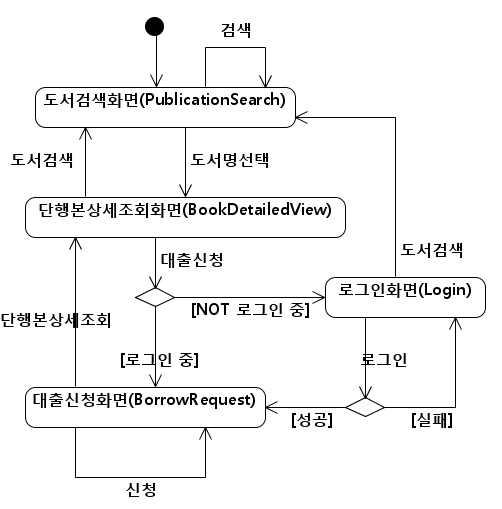 검색
도서검색화면(PublicationSearch)
도서검색
도서명선택
단행본상세조회화면(BookDetailedView)
대출신청
도서검색
로그인화면(Login)
[NOT 로그인 중]
단행본상세조회
[로그인 중]
로그인
대출신청화면(BorrowRequest)
[성공]
[실패]
신청